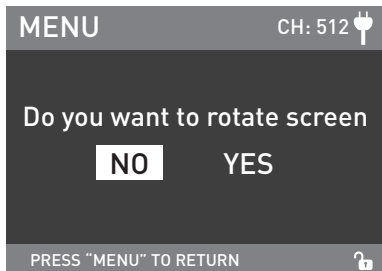 MENU CH: 512
Do you want to rotate screen
NO YES
PRESS “MENU” TO RETURN